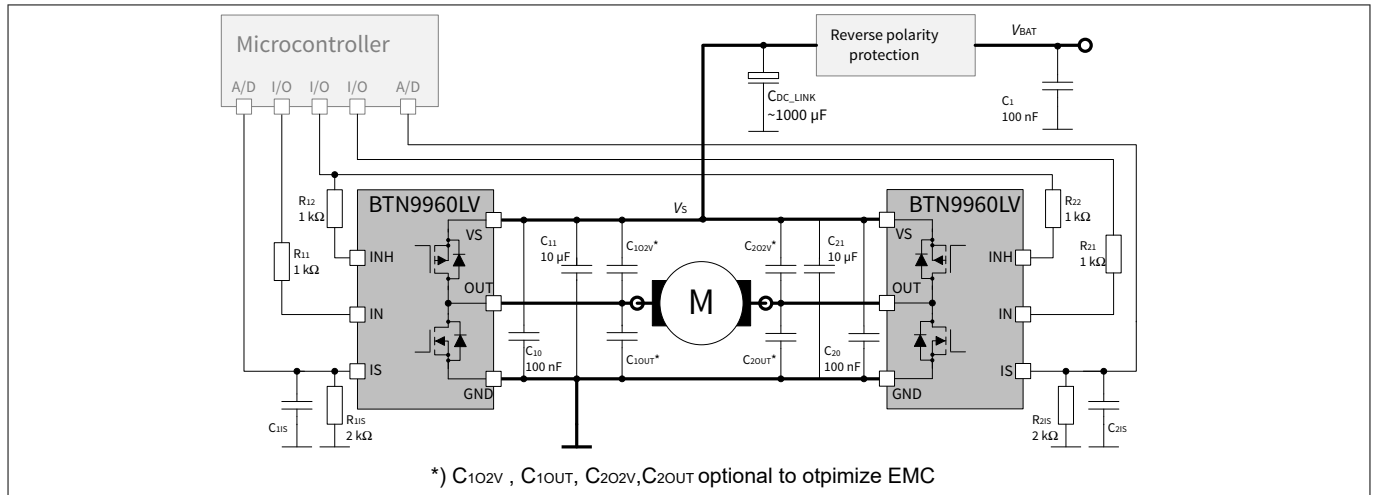 Microcontroller
A/D I/O I/O I/O A/D
Reverse polarity
protection
VBAT
CDC_LINK
~1000 µF
C1
100 nF
R12
1 kΩ
R11
1 kΩ
BTN9960LV
VS
INH
OUT
IN
IS
GND
VS
C11
10 µF
C1O2V*
C10
100 nF
C1OUT*
M
C2O2V*
C21
10 µF
C2OUT*
C20
100 nF
BTN9960LV
VS
INH
OUT
IN
IS
GND
R22
1 kΩ
R21
1 kΩ
C1IS
R1IS
2 kΩ
R2IS
2 kΩ
C2IS
*) C1O2V , C1OUT, C2O2V,C2OUT optional to otpimize EMC